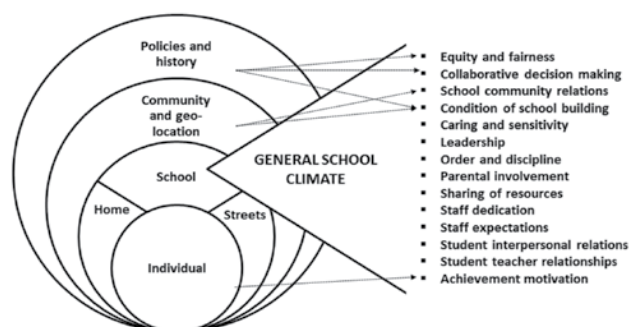 Policies and
history
Community
and geo-
location
School
Home
Streets
Individual
GENERAL SCHOOL
CLIMATE
▪ Equity and fairness
▪ Collaborative decision making
▪ School community relations
▪ Condition of school building
▪ Caring and sensitivity
▪ Leadership
▪ Order and discipline
▪ Parental involvement
▪ Sharing of resources
▪ Staff dedication
▪ Staff expectations
▪ Student interpersonal relations
▪ Student teacher relationships
▪ Achievement motivation